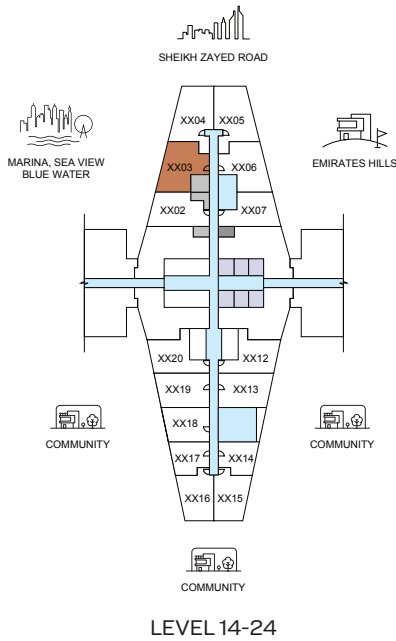 SHEIKH ZAYED ROAD
MARINA, SEA VIEW
BLUE WATER
EMIRATES HILLS
XX04 XX05
XX03 XX06
XX02 XX07
XX20 XX12
XX19 XX13
XX18
XX17 XX14
XX16 XX15
COMMUNITY
COMMUNITY
COMMUNITY
LEVEL 14-24